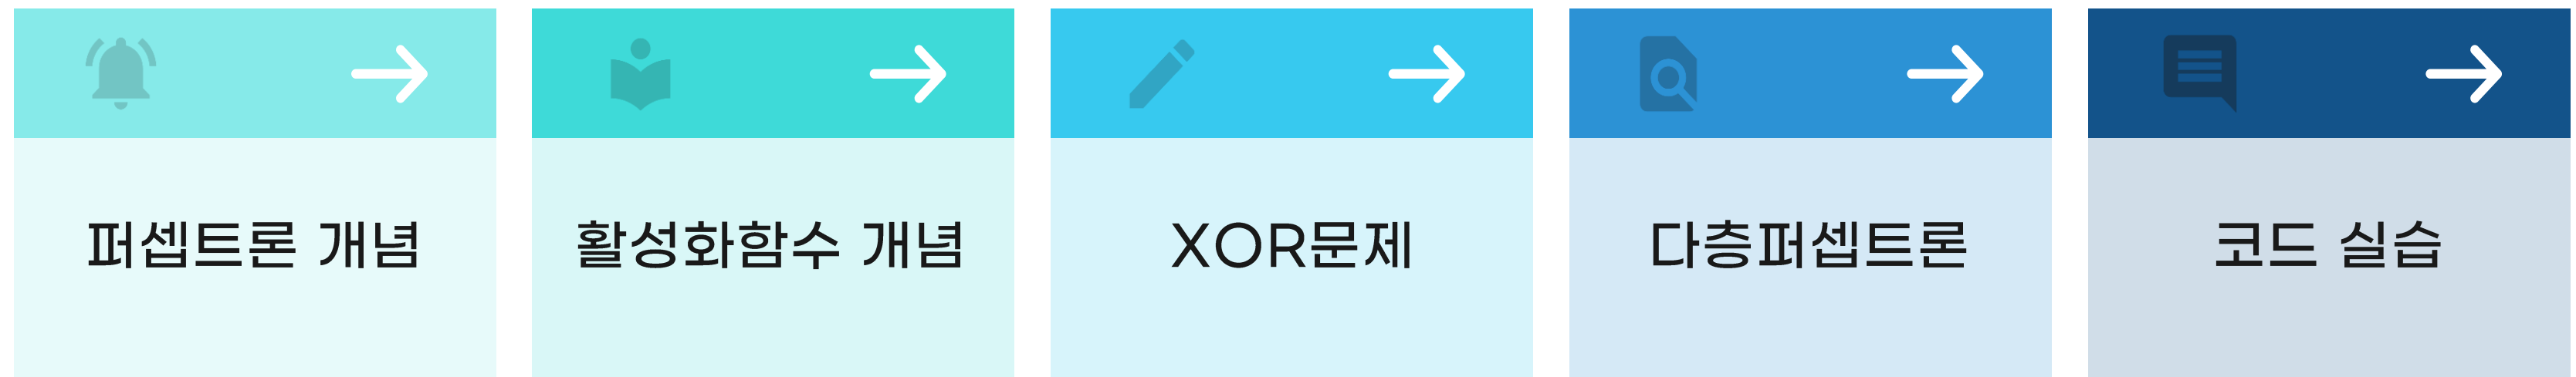 퍼셉트론 개념
활성화함수 개념
XOR문제
다층퍼셉트론
코드 실습